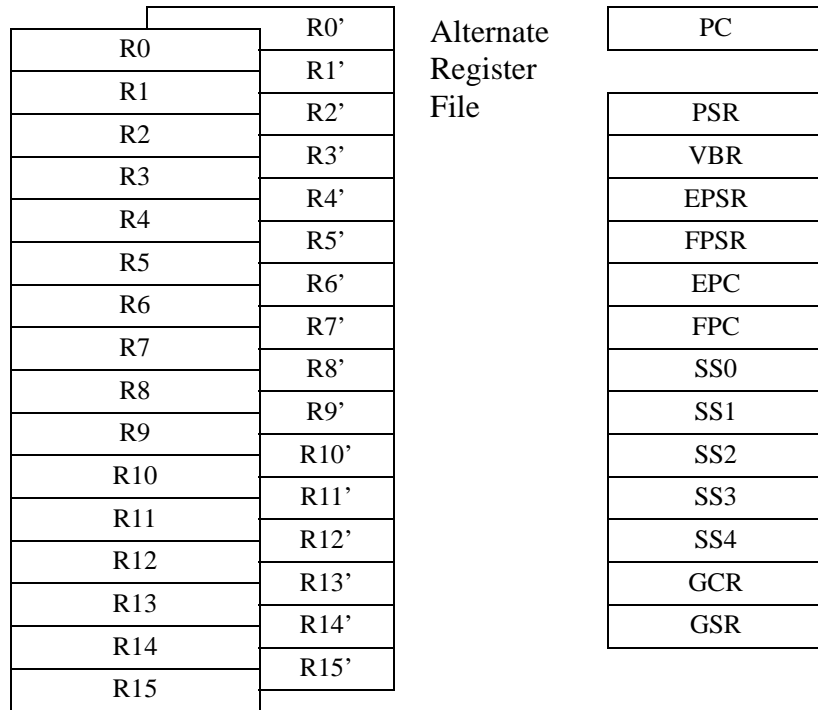 R0
R1
R2
R3
R4
R5
R6
R7
R8
R9
R10
R11
R12
R13
R14
R15
R0’
R1’
R2’
R3’
R4’
R5’
R6’
R7’
R8’
R9’
R10’
R11’
R12’
R13’
R14’
R15’
Alternate
Register
File
PC
PSR
VBR
EPSR
FPSR
EPC
FPC
SS0
SS1
SS2
SS3
SS4
GCR
GSR